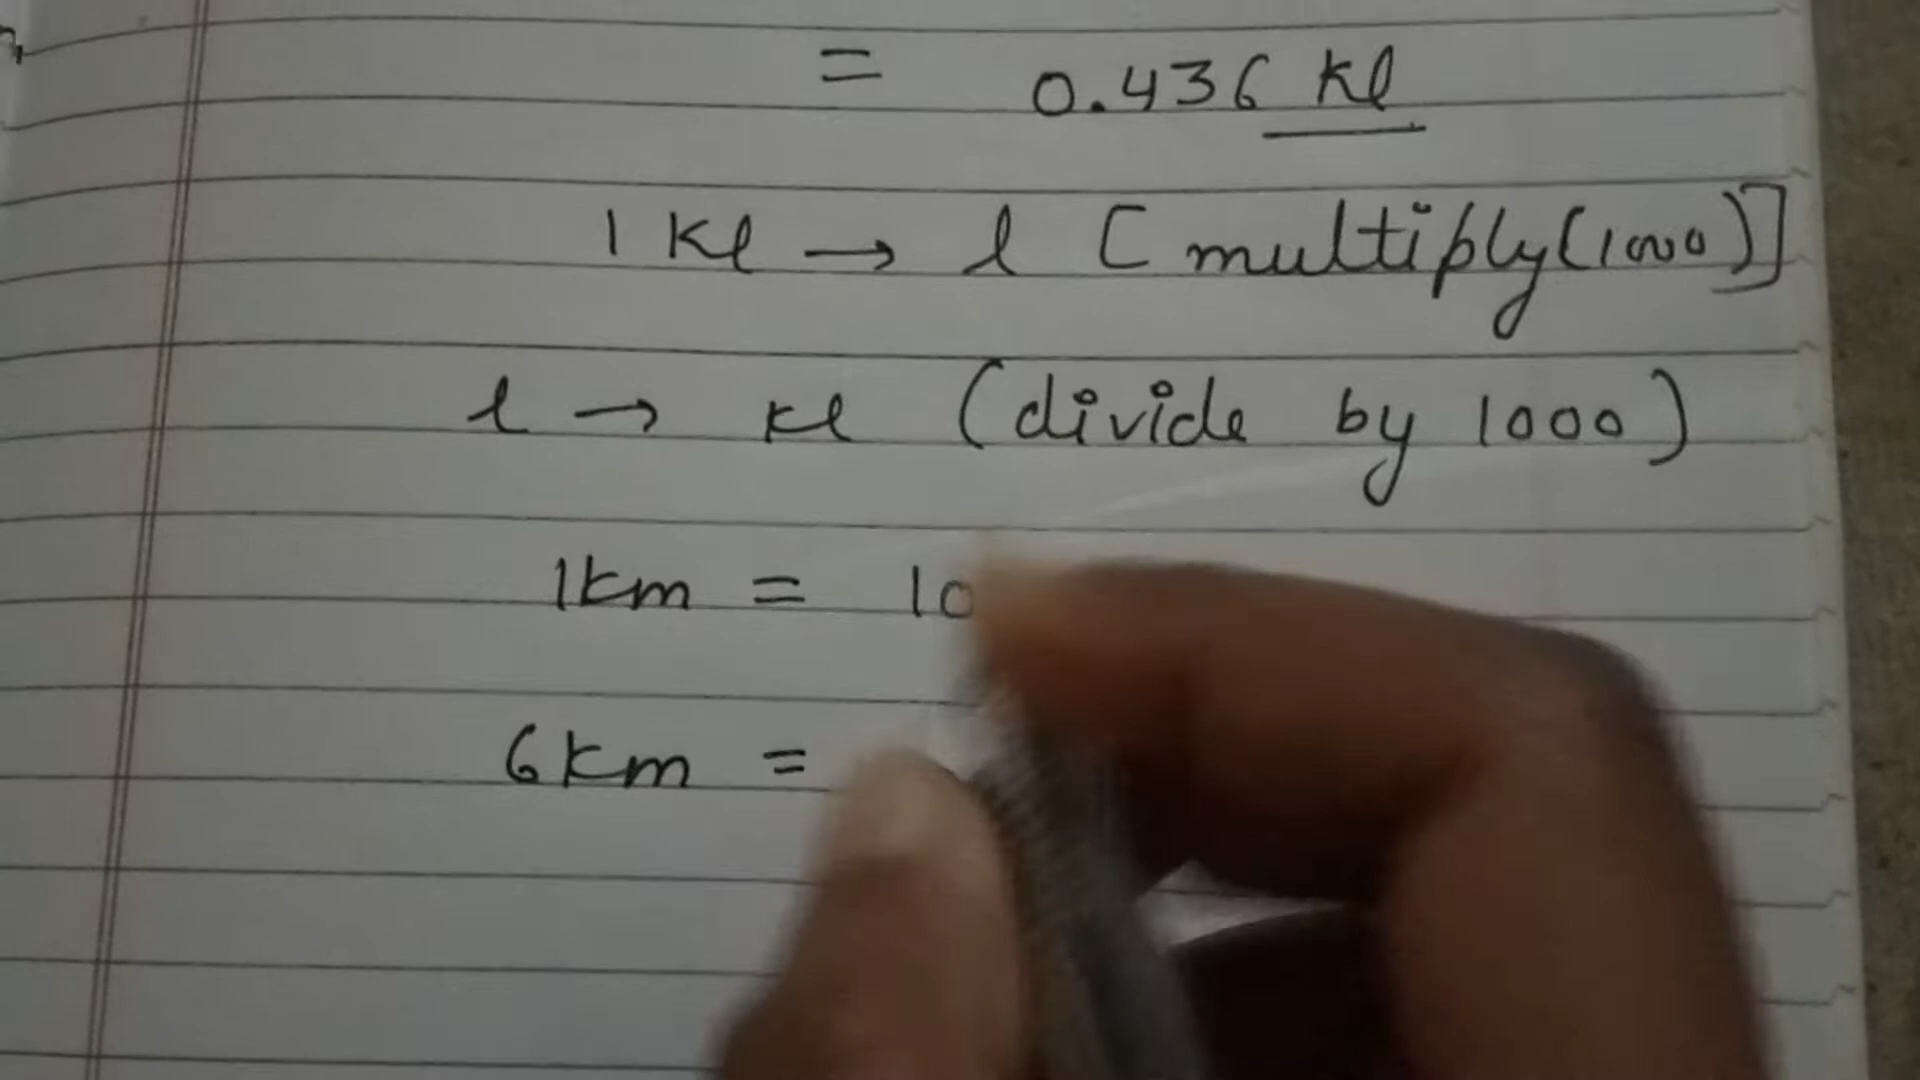 = 0.436 kl
1 kl → l [multiply(1000)]
l → kl (divide by 1000)
1km = 10
6km =